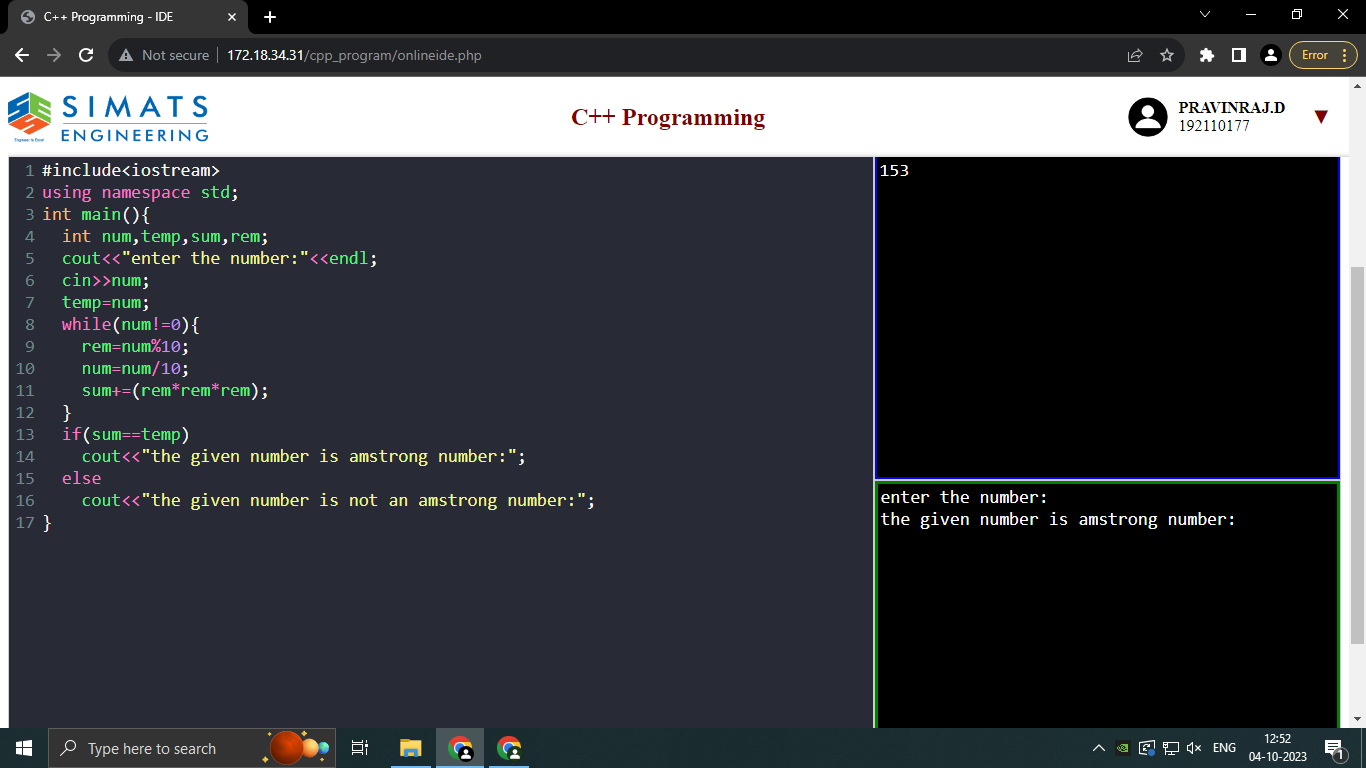 C++ Programming - IDE
Not secure 172.18.34.31/cpp_program/onlineide.php Error
SIMATS
ENGINEERING
Engineer to Excel
C++ Programming
PRAVINRAJ.D
192110177
1 #include<iostream>
2 using namespace std;
3 int main(){
4 int num,temp,sum,rem;
5 cout<<"enter the number:"<<endl;
6 cin>>num;
7 temp=num;
8 while(num!=0){
9 rem=num%10;
10 num=num/10;
11 sum+=(rem*rem*rem);
12 }
13 if(sum==temp)
14 cout<<"the given number is amstrong number:";
15 else
16 cout<<"the given number is not an amstrong number:";
17 }
153
enter the number:
the given number is amstrong number:
Type here to search
ENG
12:52
04-10-2023
1